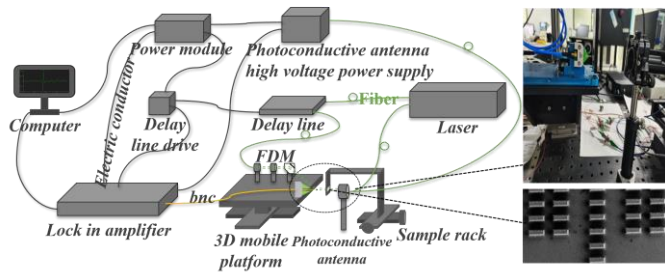 Power module
Photoconductive antenna
high voltage power supply
Computer
Electric conductor
Delay
line drive
Delay line
Fiber
Laser
FDM
bnc
Lock in amplifier
3D mobile
platform
Photoconductive
antenna
Sample rack